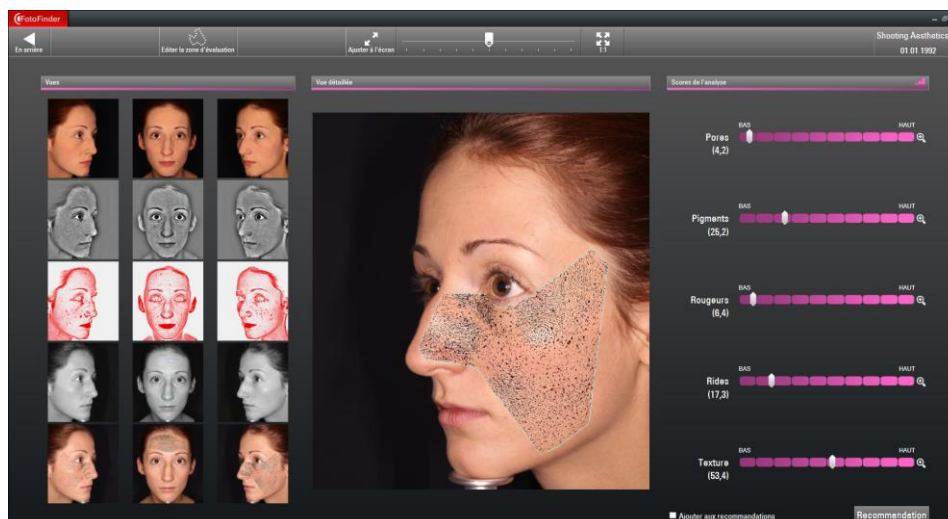 FotoFinder
En arrière
Editer la zone d'évaluation
Ajuster à l'écran
1:1
Shooting Aesthetics
01.01.1992
Vues
Vue détaillée
Scores de l'analyse
BAS HAUT
Pores
(4,2)
BAS HAUT
Pigments
(25,2)
BAS HAUT
Rougeurs
(6,4)
BAS HAUT
Rides
(17,3)
BAS HAUT
Texture
(53,4)
Ajouter aux recommandations
Recommandation